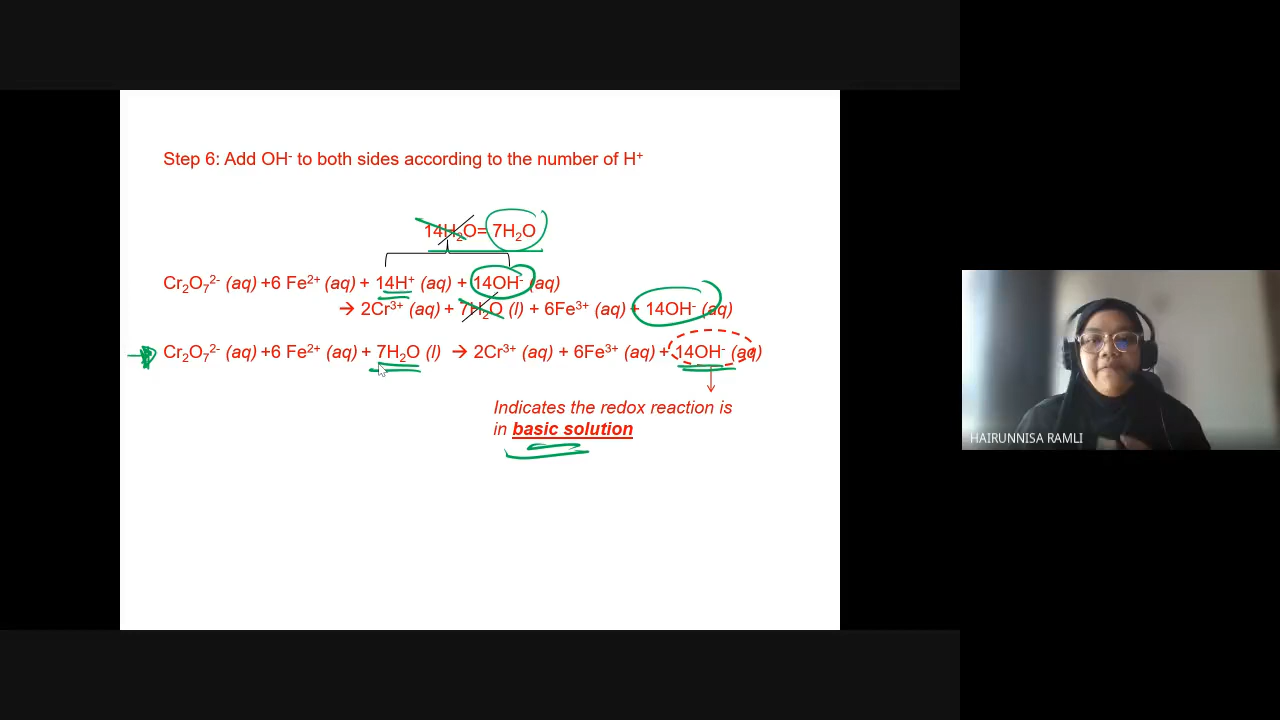 Step 6: Add OH⁻ to both sides according to the number of H⁺
14H₂O= 7H₂O
Cr₂O₇²⁻ (aq) +6 Fe²⁺ (aq) + 14H⁺ (aq) + 14OH⁻ (aq)
→ 2Cr³⁺ (aq) + 7H₂O (l) + 6Fe³⁺ (aq) + 14OH⁻ (aq)
Cr₂O₇²⁻ (aq) +6 Fe²⁺ (aq) + 7H₂O (l) → 2Cr³⁺ (aq) + 6Fe³⁺ (aq) + 14OH⁻ (aq)
Indicates the redox reaction is
in basic solution
HAIRUNNISA RAMLI